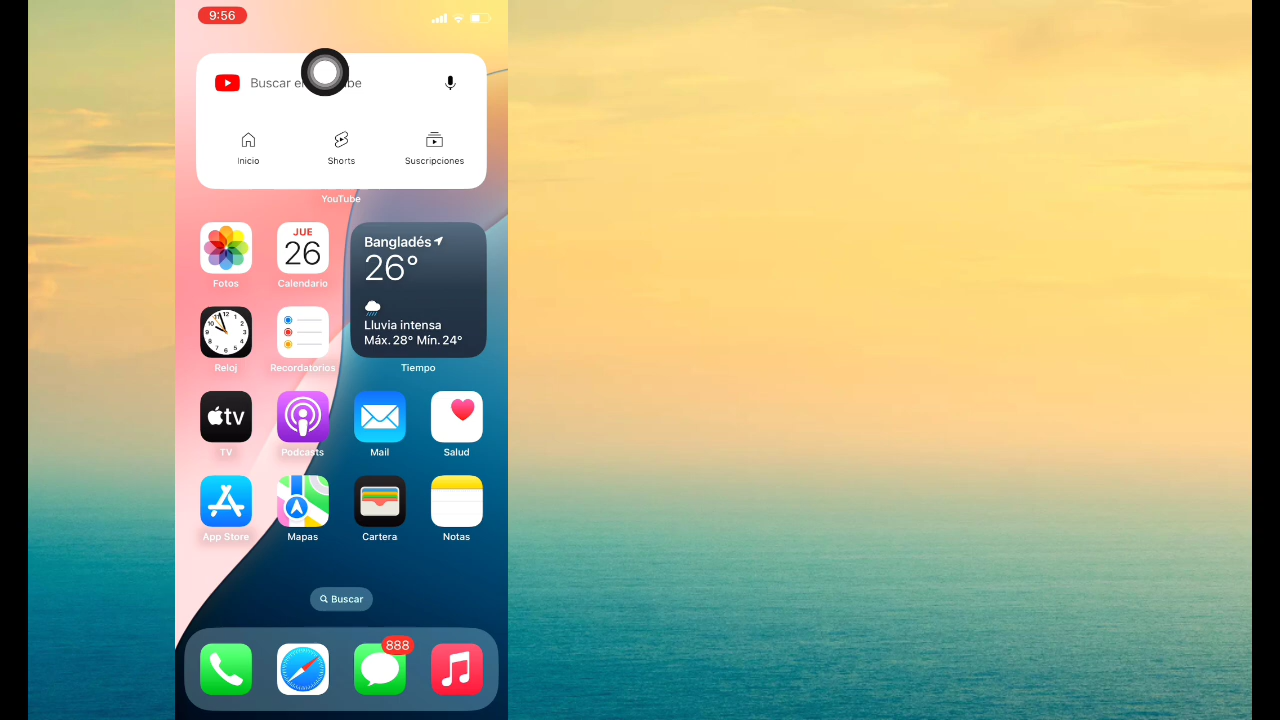 9:56
Buscar en YouTube
Inicio
Shorts
Suscripciones
YouTube
JUE
26
Bangladés
26°
Lluvia intensa
Máx. 28° Mín. 24°
Fotos
Calendario
Reloj
Recordatorios
Tiempo
tv
TV
Podcasts
Mail
Salud
App Store
Mapas
Cartera
Notas
Buscar
888